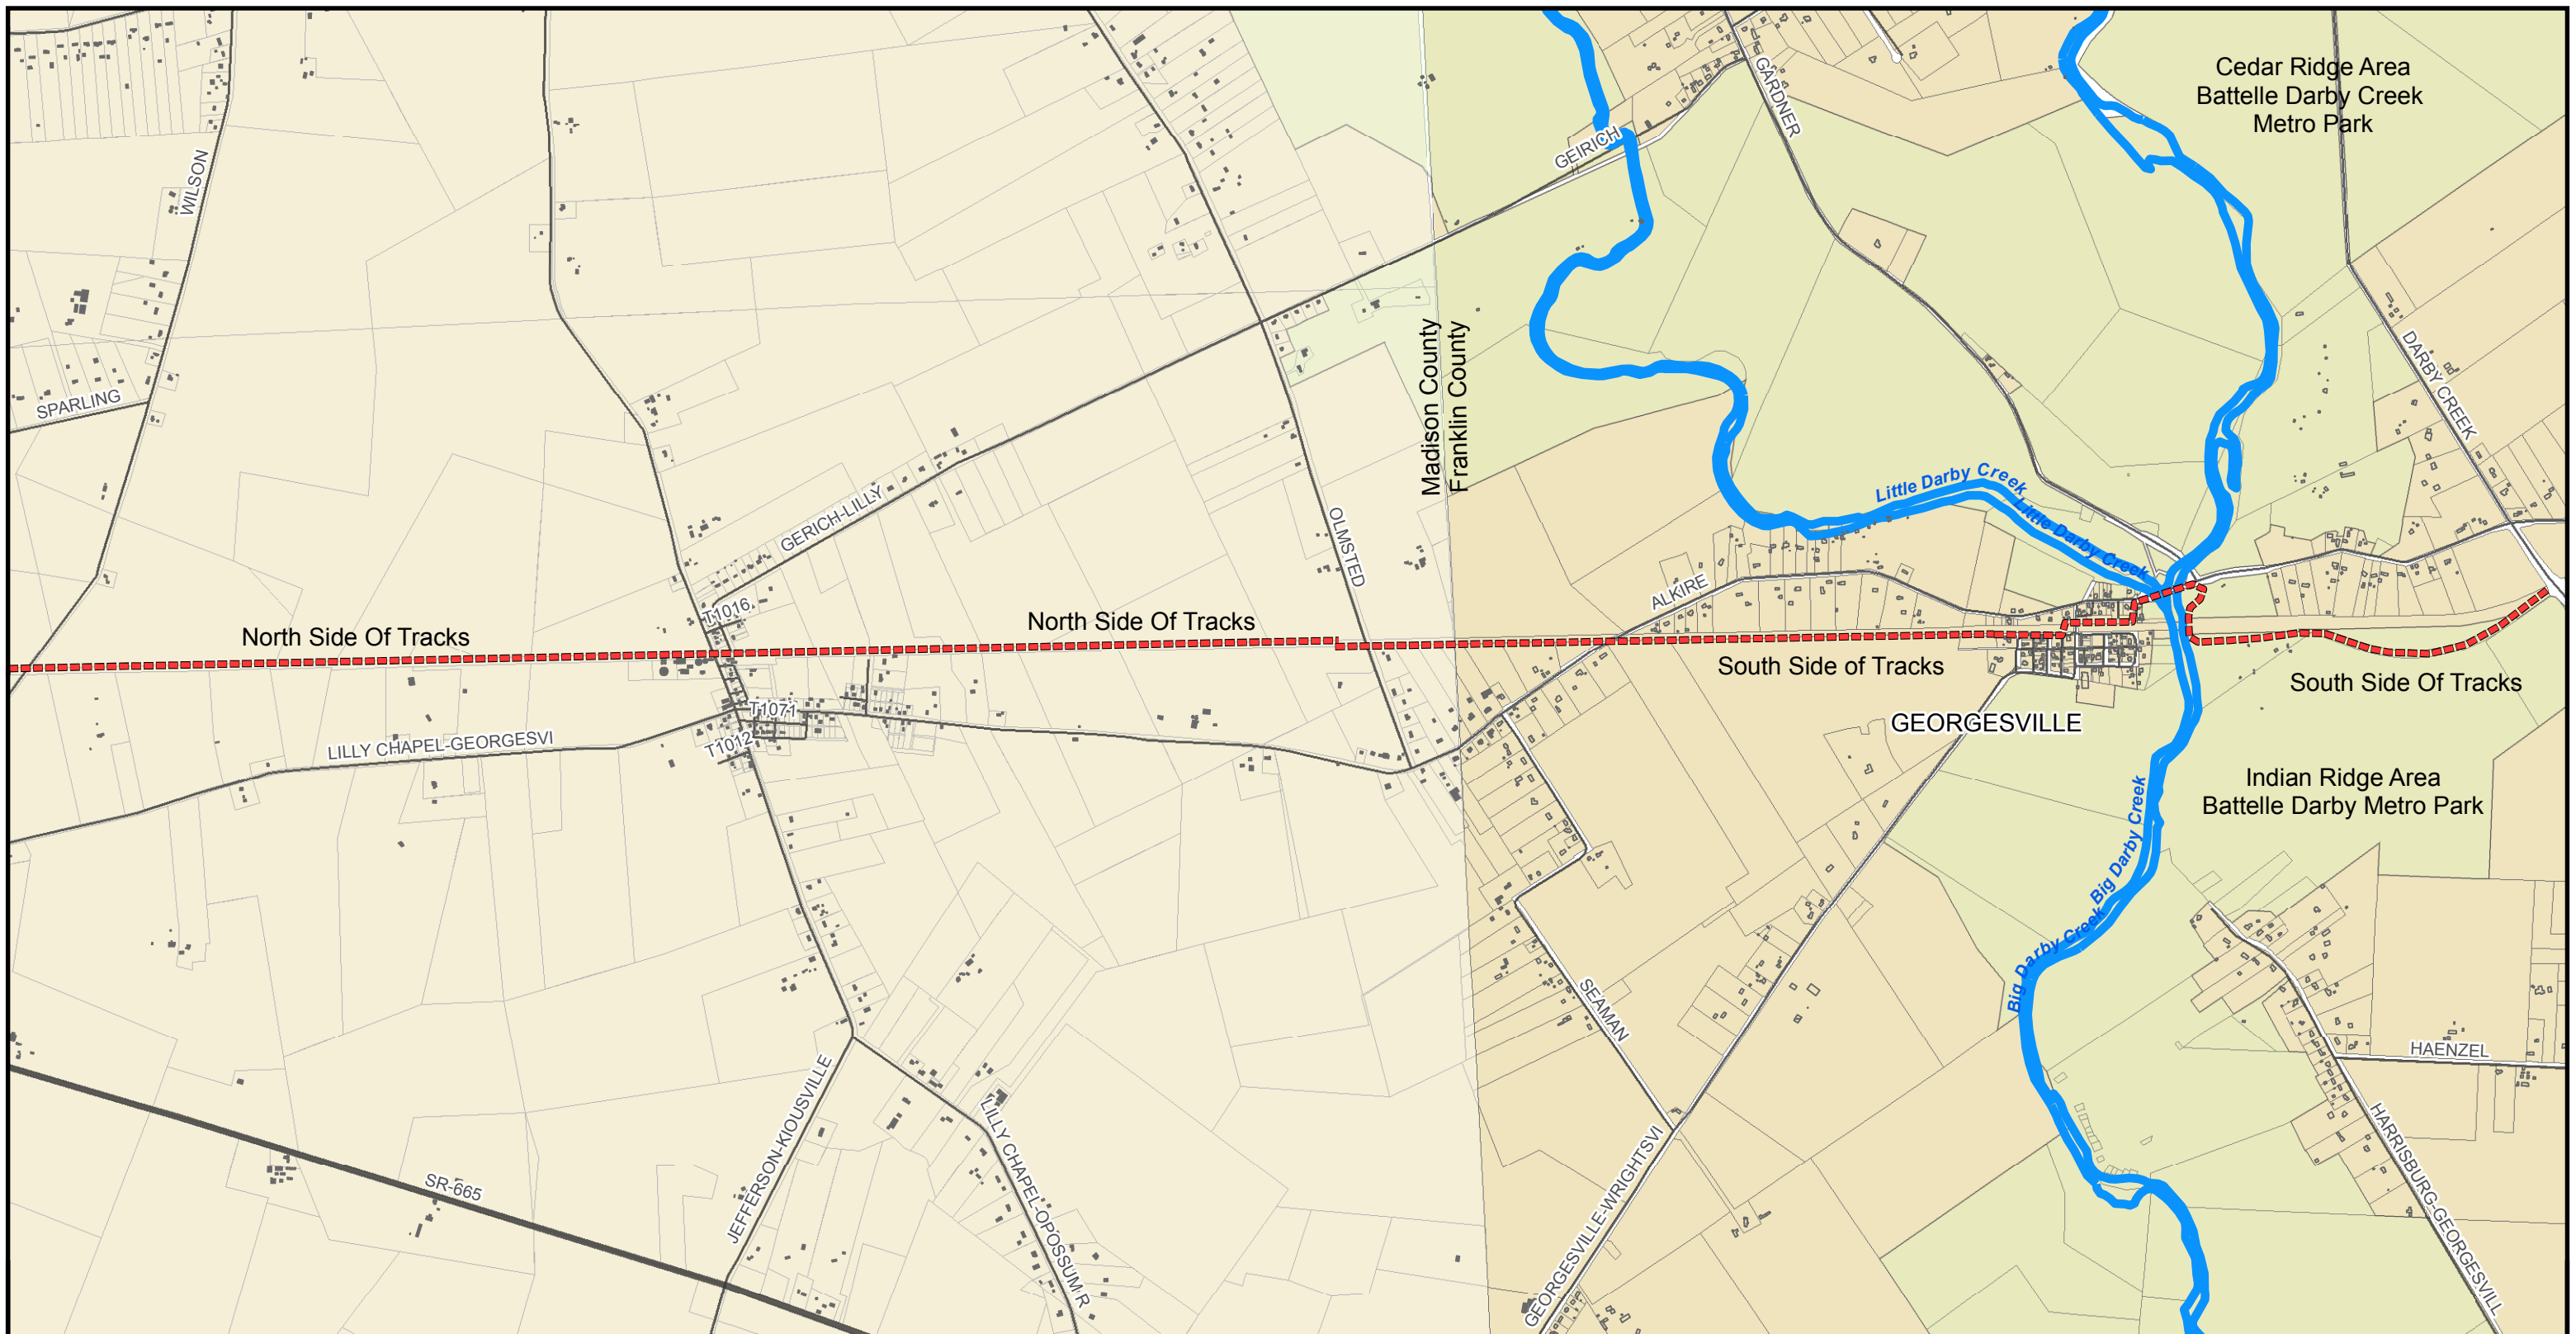 Cedar Ridge Area
Battelle Darby Creek
Metro Park
GARDNER
GEIRICH
WILSON
Madison County
Franklin County
DARBY CREEK
SPARLING
GERICH-LILLY
OLMSTED
Little Darby Creek
Little Darby Creek
ALKIRE
T1016
North Side Of Tracks
North Side Of Tracks
South Side of Tracks
South Side Of Tracks
T1071
GEORGESVILLE
LILLY CHAPEL-GEORGESVI
T1012
Indian Ridge Area
Battelle Darby Metro Park
Big Darby Creek
Big Darby Creek
SEAMAN
HAENZEL
JEFFERSON-KIOUSVILLE
LILLY CHAPEL-OPOSSUM R
SR-665
GEORGESVILLE-WRIGHTSVI
HARRISBURG-GEORGESVILL